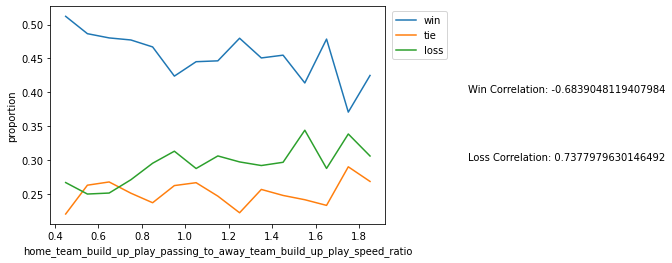 win
tie
loss
0.50
0.45
0.40
0.35
0.30
0.25
proportion
Win Correlation: -0.6839048119407984
Loss Correlation: 0.7377979630146492
0.4 0.6 0.8 1.0 1.2 1.4 1.6 1.8
home_team_build_up_play_passing_to_away_team_build_up_play_speed_ratio